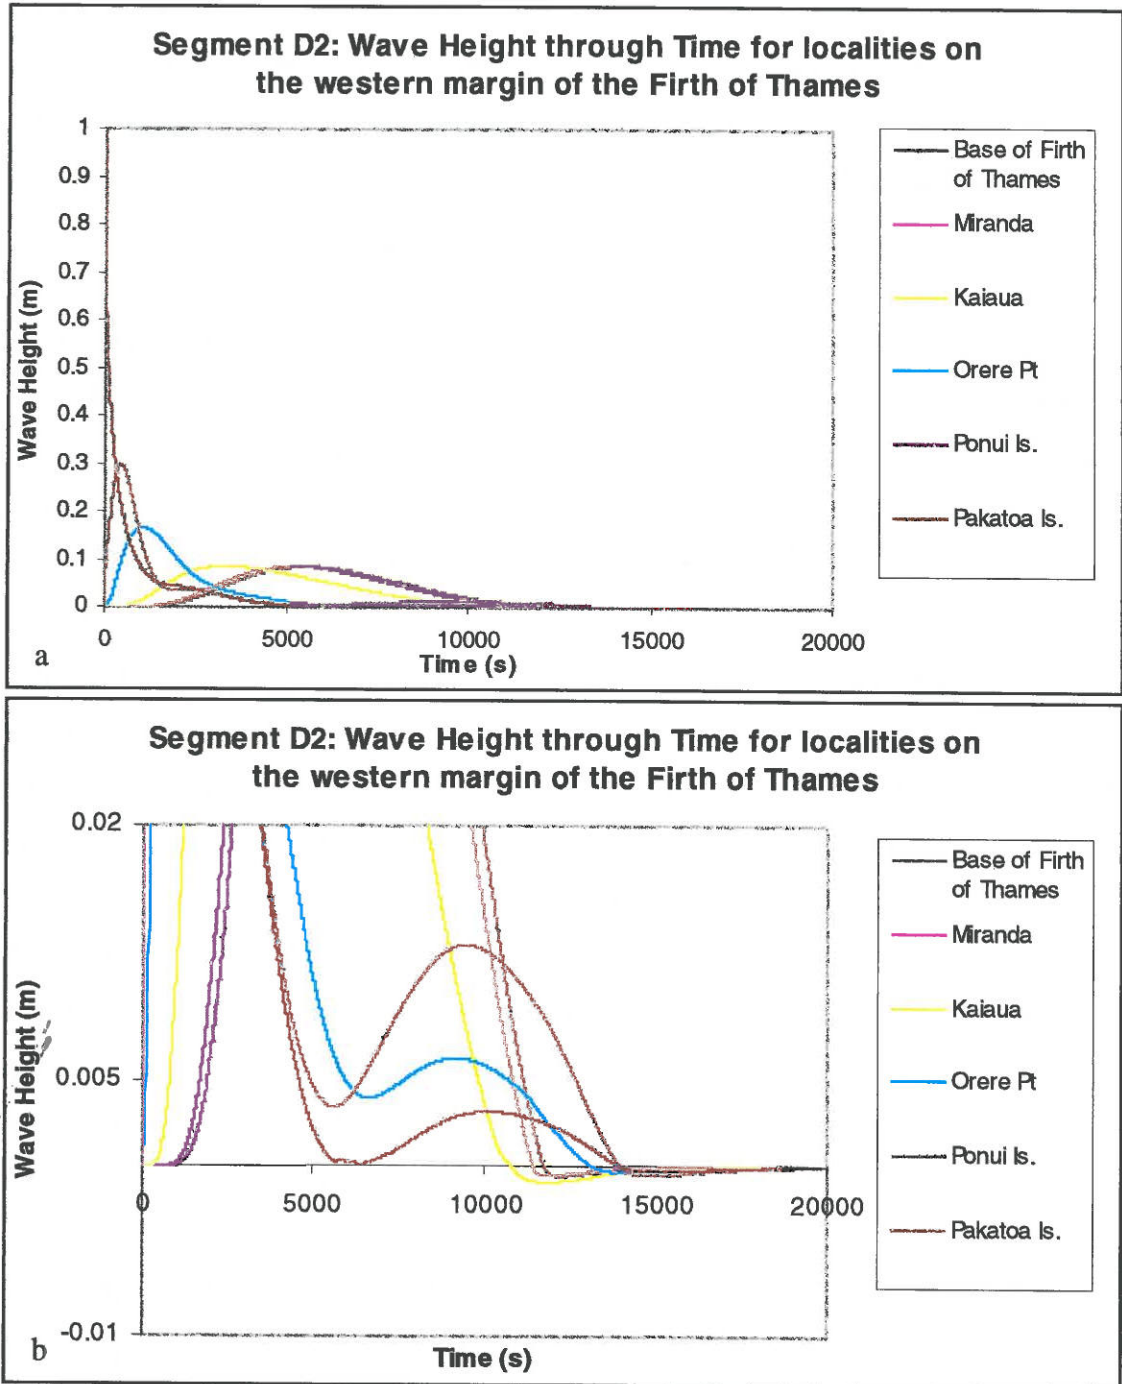 Segment D2: Wave Height through Time for localities on
the western margin of the Firth of Thames
1
0.9
0.8
0.7
0.6
0.5
0.4
0.3
0.2
0.1
0
Wave Height (m)
0
5000
10000
15000
20000
Time (s)
a
Base of Firth
of Thames
Miranda
Kaiaua
Orere Pt
Ponui Is.
Pakatoa Is.
Segment D2: Wave Height through Time for localities on
the western margin of the Firth of Thames
0.02
0.005
-0.01
Wave Height (m)
0
5000
10000
15000
20000
Time (s)
b
Base of Firth
of Thames
Miranda
Kaiaua
Orere Pt
Ponui Is.
Pakatoa Is.